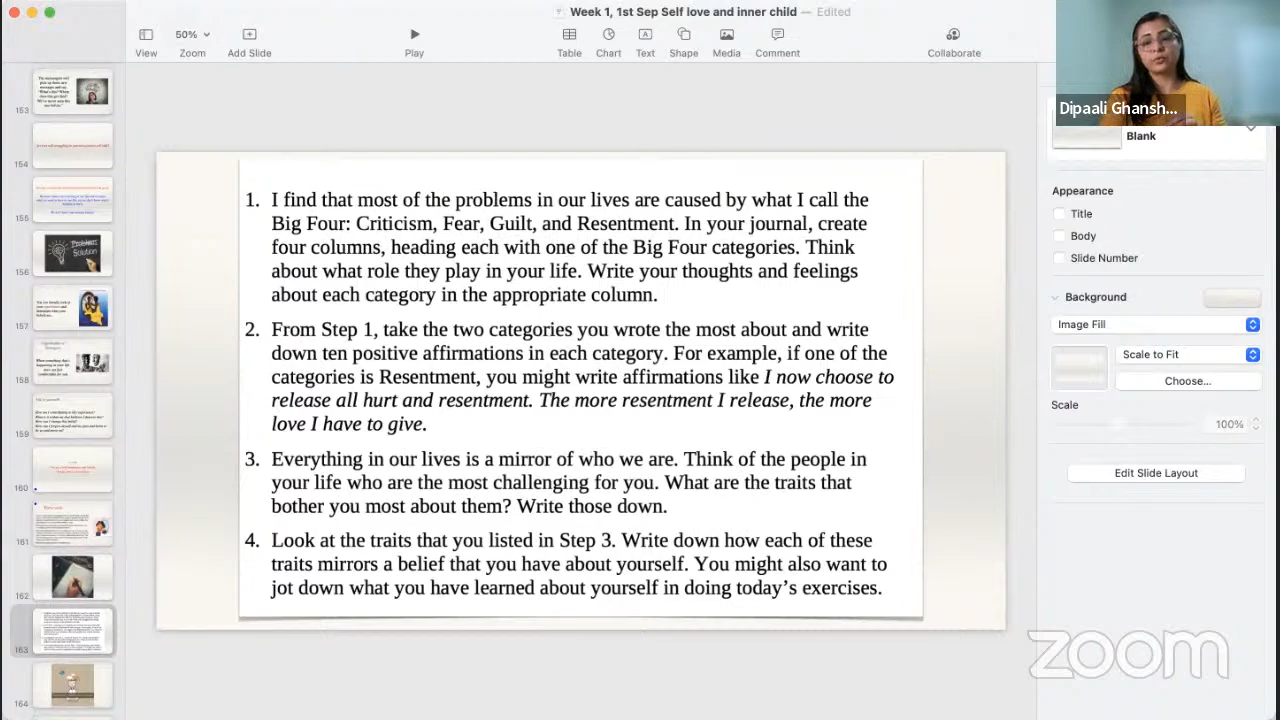 Week 1, 1st Sep Self love and inner child — Edited
50%
View
Zoom
Add Slide
Play
Table
Chart
Text
Shape
Media
Comment
Collaborate
Dipaali Ghansh...
153
154
155
156
Problem
Solution
157
158
159
160
161
162
163
164
1. I find that most of the problems in our lives are caused by what I call the
Big Four: Criticism, Fear, Guilt, and Resentment. In your journal, create
four columns, heading each with one of the Big Four categories. Think
about what role they play in your life. Write your thoughts and feelings
about each category in the appropriate column.
2. From Step 1, take the two categories you wrote the most about and write
down ten positive affirmations in each category. For example, if one of the
categories is Resentment, you might write affirmations like I now choose to
release all hurt and resentment. The more resentment I release, the more
love I have to give.
3. Everything in our lives is a mirror of who we are. Think of the people in
your life who are the most challenging for you. What are the traits that
bother you most about them? Write those down.
4. Look at the traits that you listed in Step 3. Write down how each of these
traits mirrors a belief that you have about yourself. You might also want to
jot down what you have learned about yourself in doing today's exercises.
Blank
Appearance
Title
Body
Slide Number
Background
Image Fill
Scale to Fit
Choose...
Scale
100%
Edit Slide Layout
zoom